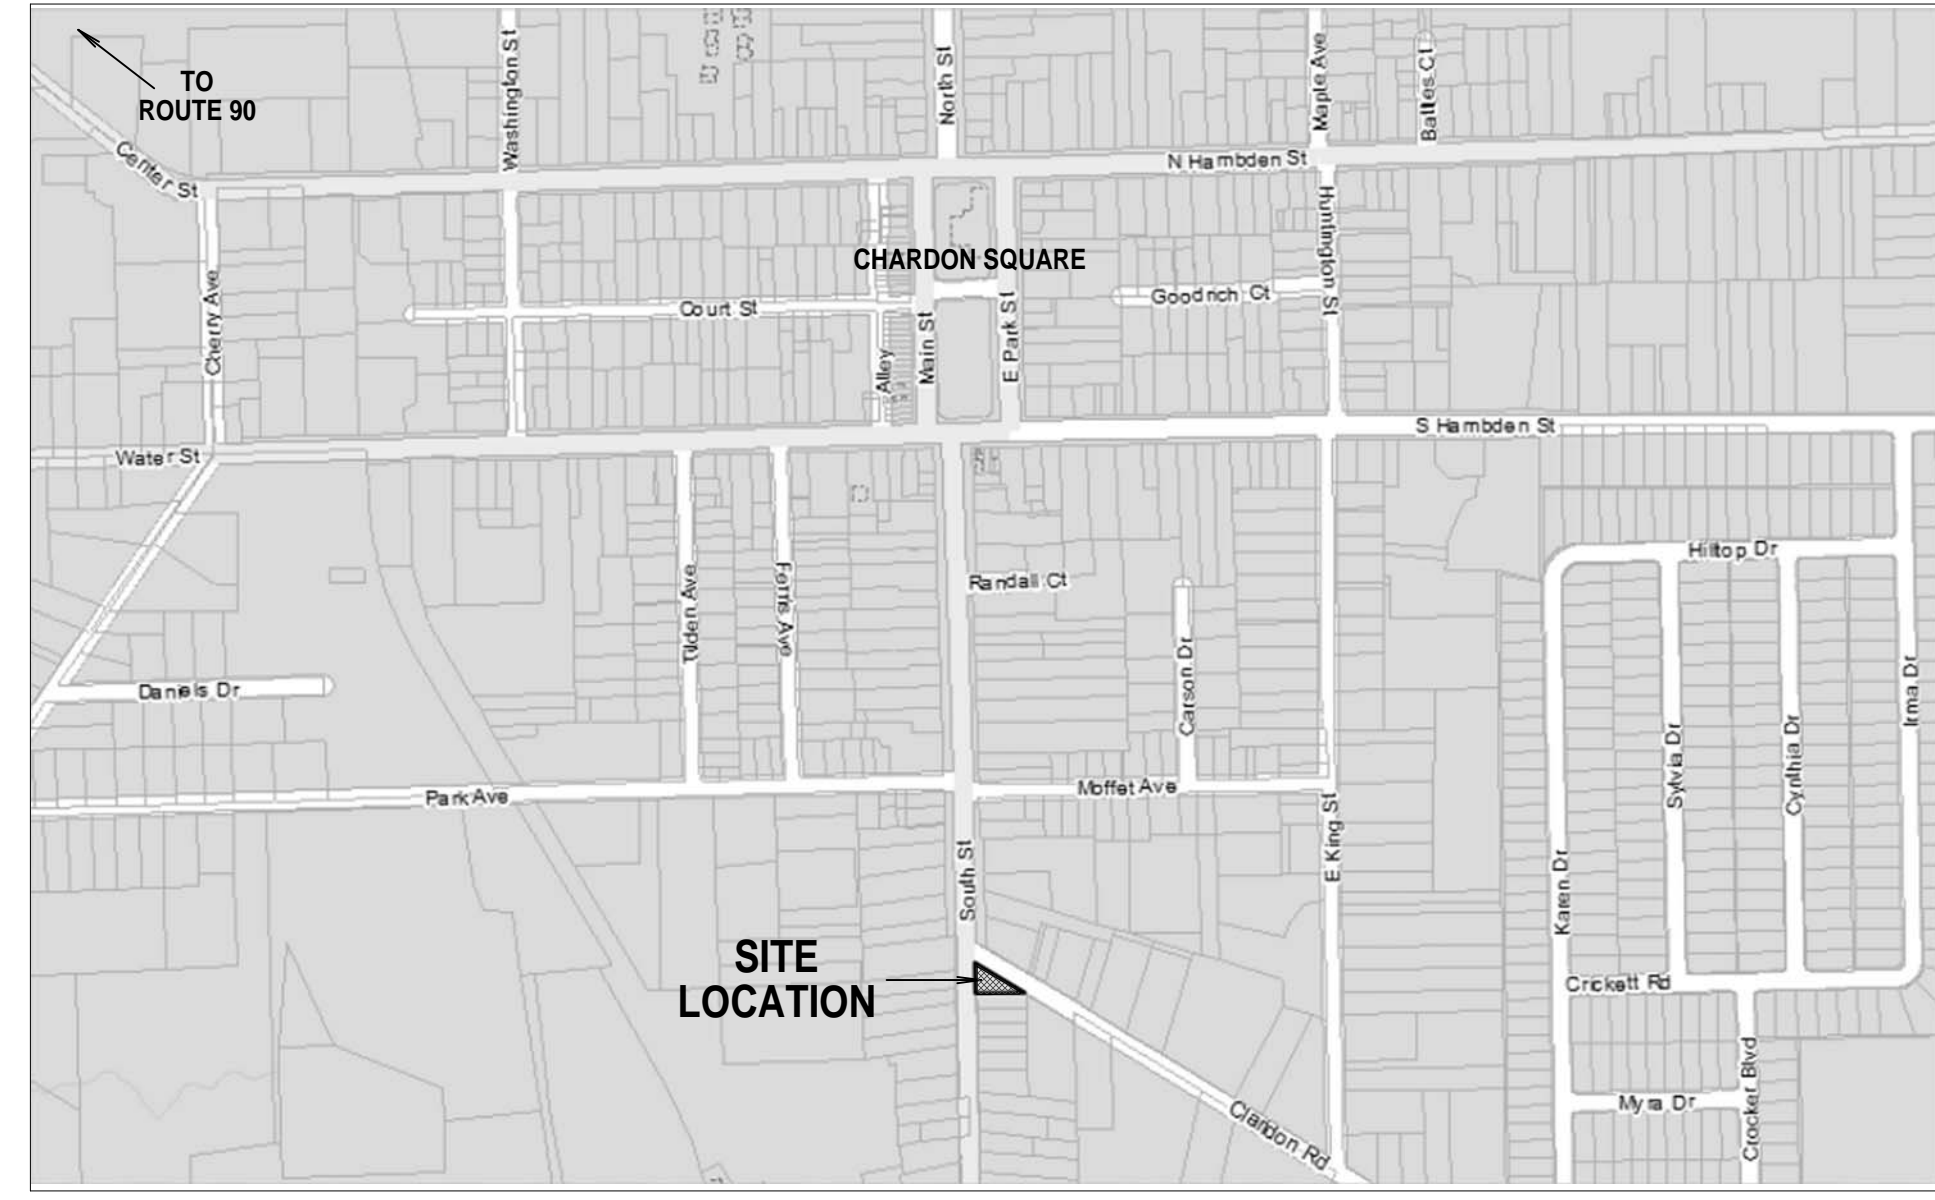 TO
ROUTE 90
Washington St
North St
Maple Ave
Battes Ct
Center St
N Hambden St
Cherry Ave
CHARDON SQUARE
Huntington St
Court St
Goodrich Ct
Alley
Main St
E Park St
Water St
S Hambden St
Tilden Ave
Ferris Ave
Randall Ct
Hilltop Dr
Daniels Dr
Carson Dr
Irma Dr
Sylvia Dr
Cynthia Dr
Park Ave
Moffet Ave
E King St
South St
Karen Dr
SITE
LOCATION
Crickett Rd
Claridon Rd
Myra Dr
Crocker Blvd